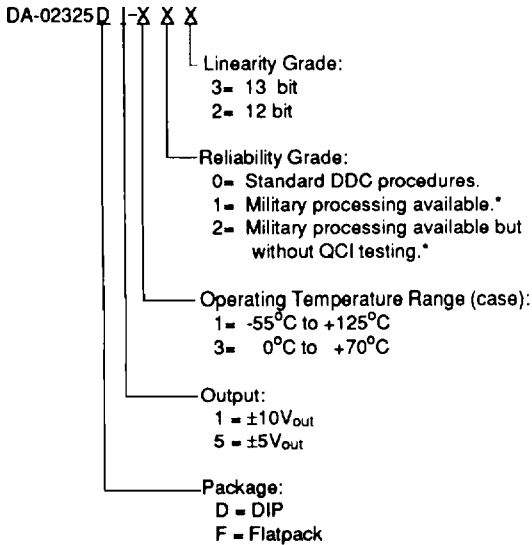 DA-02325D I-X X X
Linearity Grade:
3= 13 bit
2= 12 bit
Reliability Grade:
0= Standard DDC procedures.
1= Military processing available.*
2= Military processing available but
without QCI testing.*
Operating Temperature Range (case):
1= -55°C to +125°C
3= 0°C to +70°C
Output:
1 = ±10Vout
5 = ±5Vout
Package:
D = DIP
F = Flatpack